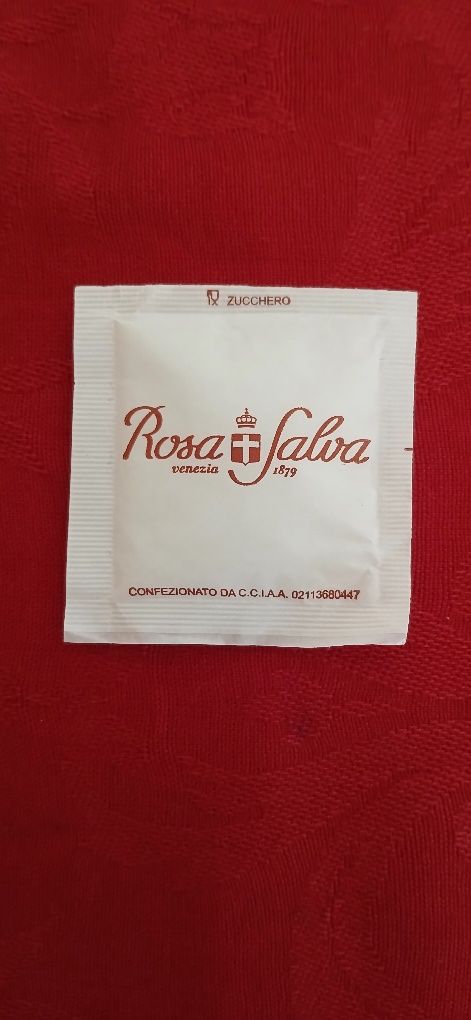 ZUCCHERO
Rosa Salva
venezia 1879
CONFEZIONATO DA C.C.I.A.A. 02113680447